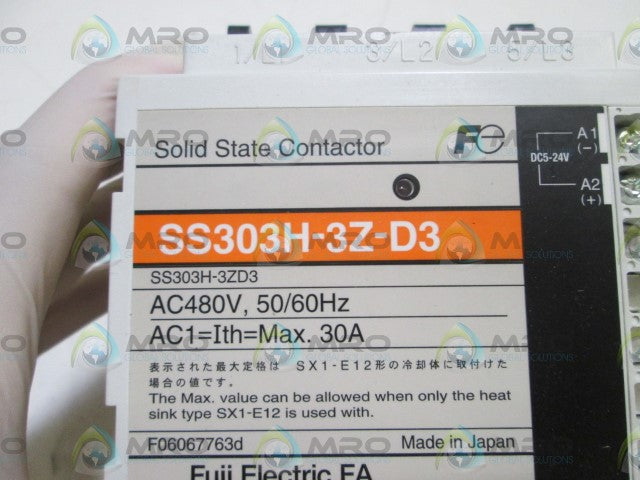 1/L1 3/L2 5/L3
Solid State Contactor
Fe
A1
(-)
DC5-24V
A2
(+)
SS303H-3Z-D3
SS303H-3ZD3
AC480V, 50/60Hz
AC1=Ith=Max. 30A
表示された最大定格は SX1-E12形の冷却体に取付けた
場合の値です。
The Max. value can be allowed when only the heat
sink type SX1-E12 is used with.
F06067763d Made in Japan
Fuji Electric FA
MRO
GLOBAL SOLUTIONS